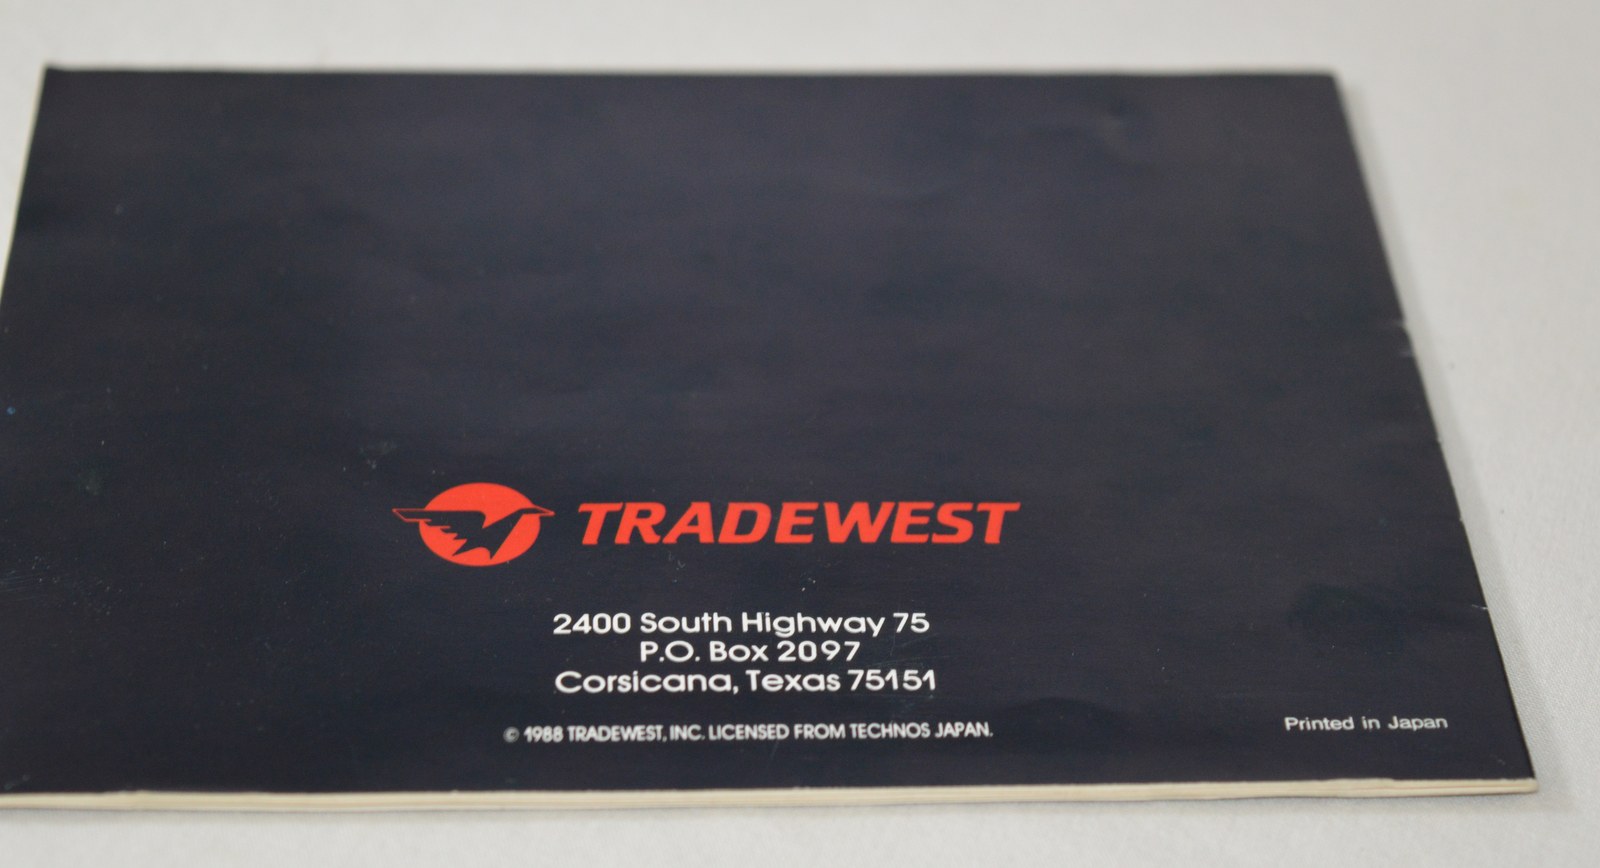 TRADEWEST
2400 South Highway 75
P.O. Box 2097
Corsicana, Texas 75151
© 1988 TRADEWEST, INC. LICENSED FROM TECHNOS JAPAN.
Printed in Japan